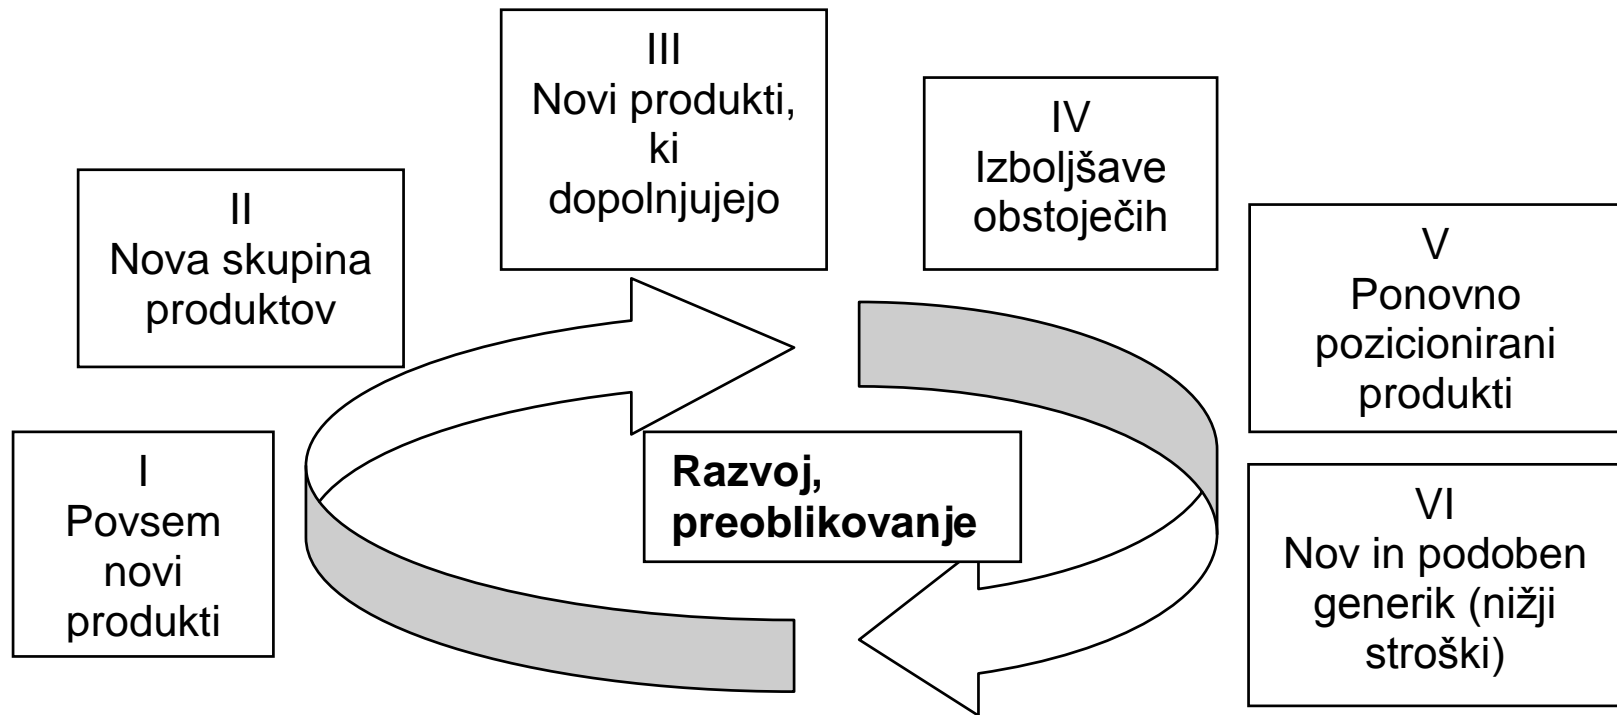 I
Povsem
novi
produkti
II
Nova skupina
produktov
III
Novi produkti,
ki
dopolnjujejo
IV
Izboljšave
obstoječih
V
Ponovno
pozicionirani
produkti
VI
Nov in podoben
generik (nižji
stroški)
Razvoj,
preoblikovanje